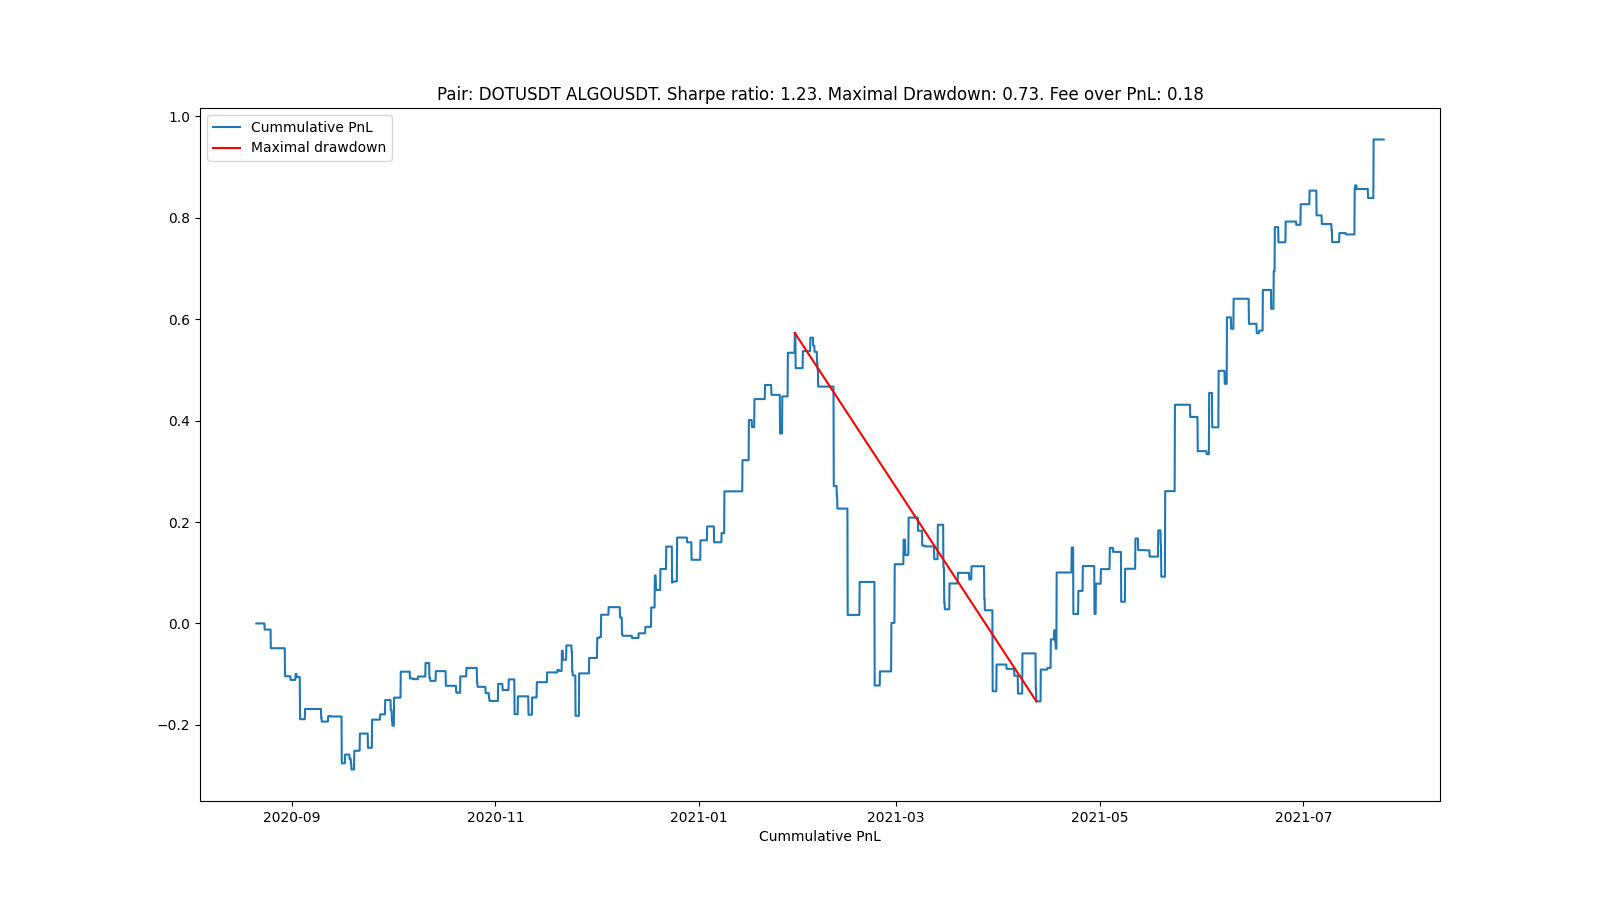 Pair: DOTUSDT ALGOUSDT. Sharpe ratio: 1.23. Maximal Drawdown: 0.73. Fee over PnL: 0.18
Cummulative PnL
Maximal drawdown
1.0
0.8
0.6
0.4
0.2
0.0
−0.2
2020-09 2020-11 2021-01 2021-03 2021-05 2021-07
Cummulative PnL